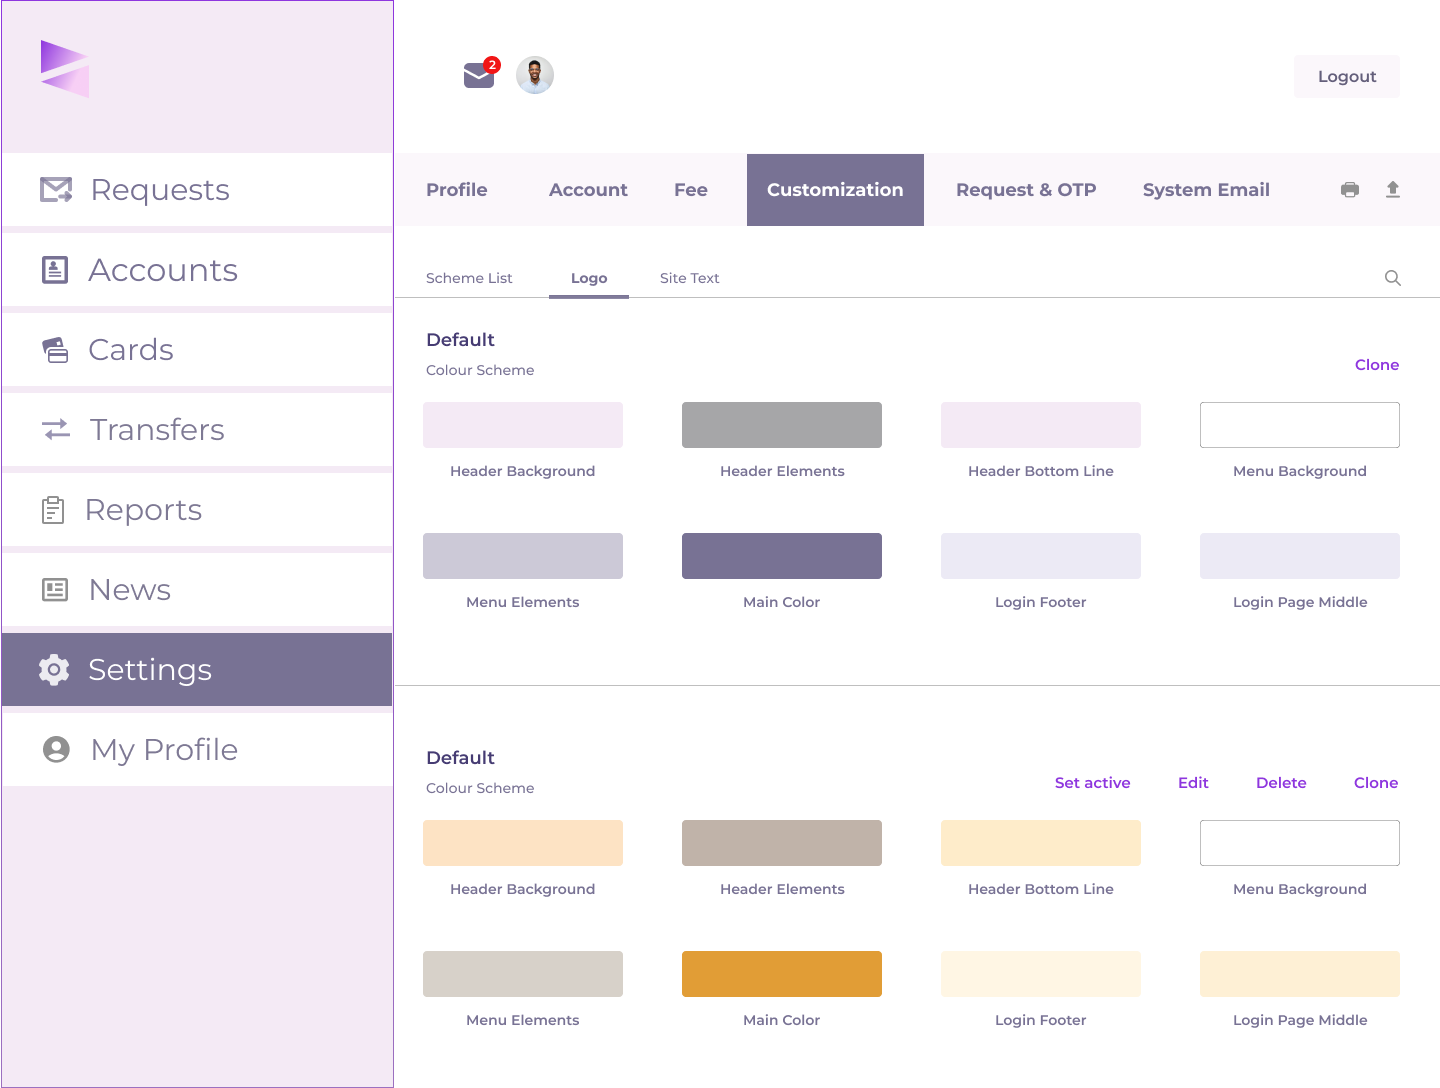 2
Logout
Requests
Accounts
Cards
Transfers
Reports
News
Settings
My Profile
Profile Account Fee Customization Request & OTP System Email
Scheme List Logo Site Text
Default
Colour Scheme
Clone
Header Background Header Elements Header Bottom Line Menu Background
Menu Elements Main Color Login Footer Login Page Middle
Default
Colour Scheme
Set active Edit Delete Clone
Header Background Header Elements Header Bottom Line Menu Background
Menu Elements Main Color Login Footer Login Page Middle